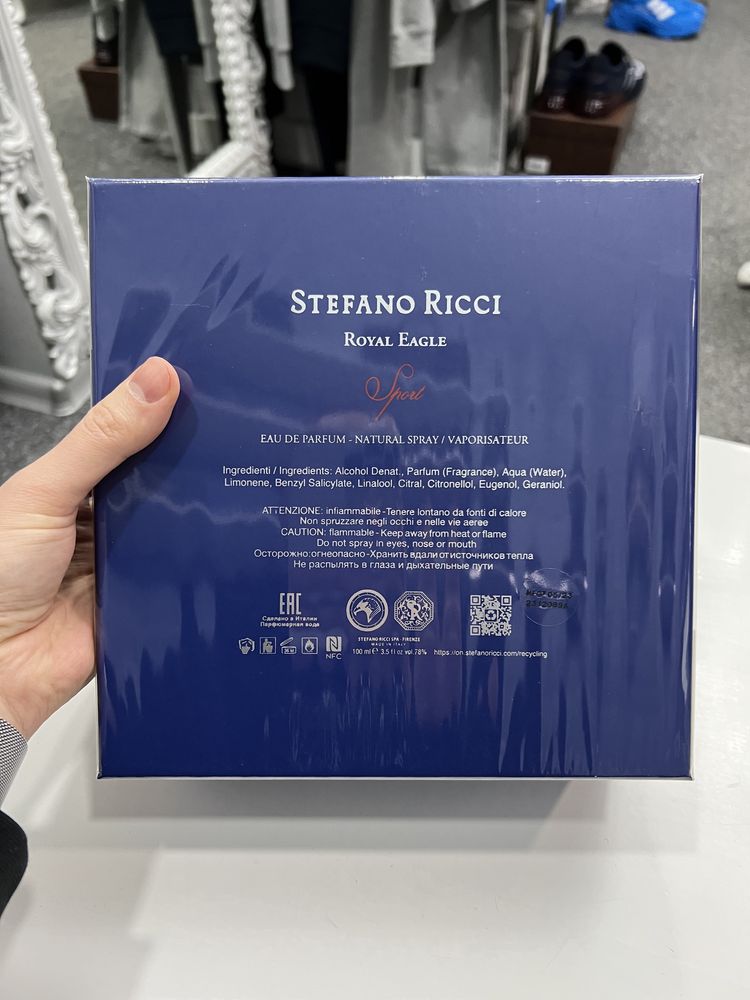 STEFANO RICCI
ROYAL EAGLE
Sport
EAU DE PARFUM - NATURAL SPRAY / VAPORISATEUR
Ingredienti / Ingredients: Alcohol Denat., Parfum (Fragrance), Aqua (Water),
Limonene, Benzyl Salicylate, Linalool, Citral, Citronellol, Eugenol, Geraniol.
ATTENZIONE: infiammabile - Tenere lontano da fonti di calore
Non spruzzare negli occhi e nelle vie aeree
CAUTION: flammable - Keep away from heat or flame
Do not spray in eyes, nose or mouth
Осторожно:огнеопасно-Хранить вдали от источников тепла
Не распылять в глаза и дыхательные пути
EAC
Сделано в Италии
Парфюмерная вода
STEFANO RICCI SPA - FIRENZE
MADE IN ITALY
100 ml e 3.5 fl oz vol.78%
NFC
https://on.stefanoricci.com/recycling